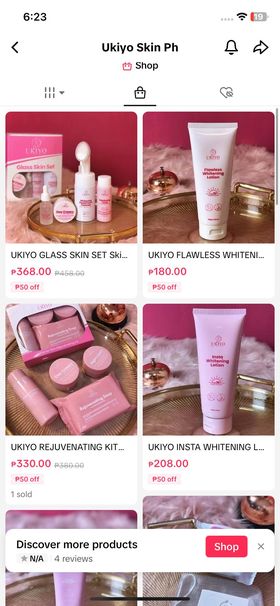 6:23
19
Ukiyo Skin Ph
Shop
UKIYO
Glass Skin Set
UKIYO
Flawless
Whitening
Lotion
UKIYO GLASS SKIN SET Ski...
₱368.00 ₱458.00
₱50 off
UKIYO FLAWLESS WHITENI...
₱180.00
₱50 off
Rejuvenating Soap
UKIYO
Insta
Whitening
Lotion
UKIYO REJUVENATING KIT...
₱330.00 ₱380.00
₱50 off
1 sold
UKIYO INSTA WHITENING L...
₱208.00
₱50 off
Discover more products
N/A 4 reviews
Shop